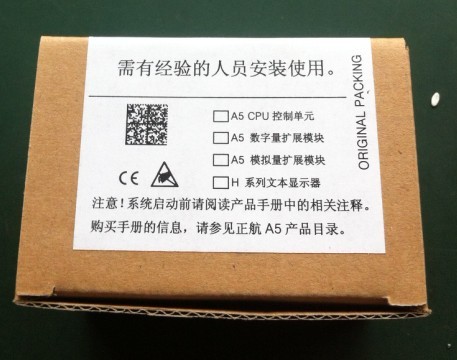 需有经验的人员安装使用。
A5 CPU 控制单元
A5 数字量扩展模块
A5 模拟量扩展模块
H 系列文本显示器
CE
注意！系统启动前请阅读产品手册中的相关注释。
购买手册的信息，请参见正航 A5 产品目录。
ORIGINAL PACKING